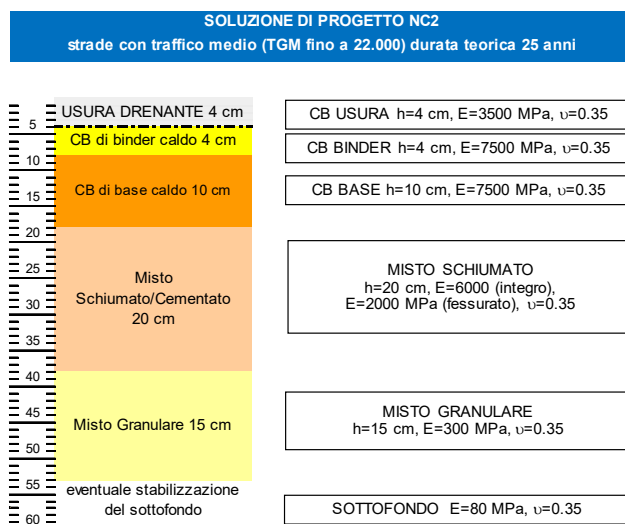 SOLUZIONE DI PROGETTO NC2
strade con traffico medio (TGM fino a 22.000) durata teorica 25 anni
USURA DRENANTE 4 cm
CB USURA h=4 cm, E=3500 MPa, υ=0.35
5
CB di binder caldo 4 cm
CB BINDER h=4 cm, E=7500 MPa, υ=0.35
10
CB di base caldo 10 cm
CB BASE h=10 cm, E=7500 MPa, υ=0.35
15
20
25
Misto
Schiumato/Cementato
20 cm
MISTO SCHIUMATO
h=20 cm, E=6000 (integro),
E=2000 MPa (fessurato), υ=0.35
30
35
40
45
Misto Granulare 15 cm
MISTO GRANULARE
h=15 cm, E=300 MPa, υ=0.35
50
55
eventuale stabilizzazione
del sottofondo
SOTTOFONDO E=80 MPa, υ=0.35
60